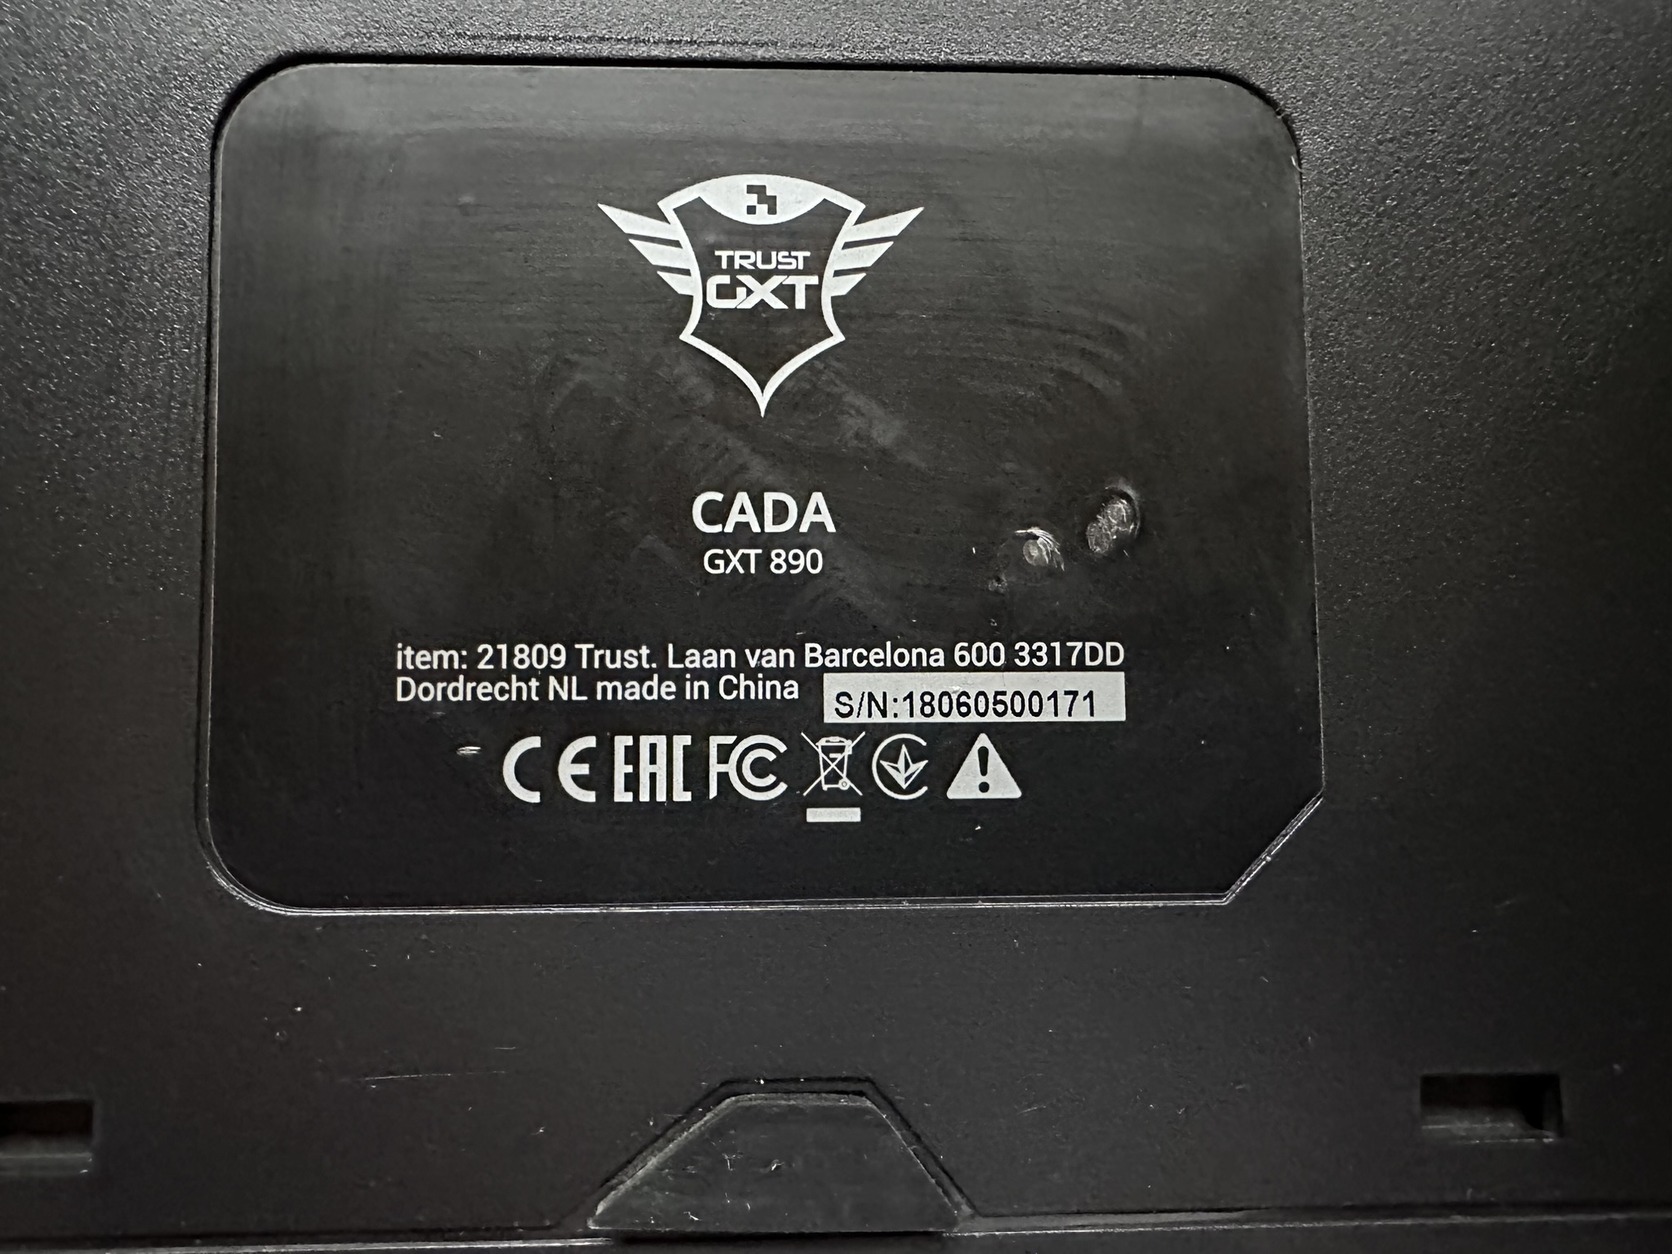 TRUST
GXT
CADA
GXT 890
item: 21809 Trust. Laan van Barcelona 600 3317DD
Dordrecht NL made in China
S/N:18060500171
CE EAC FC